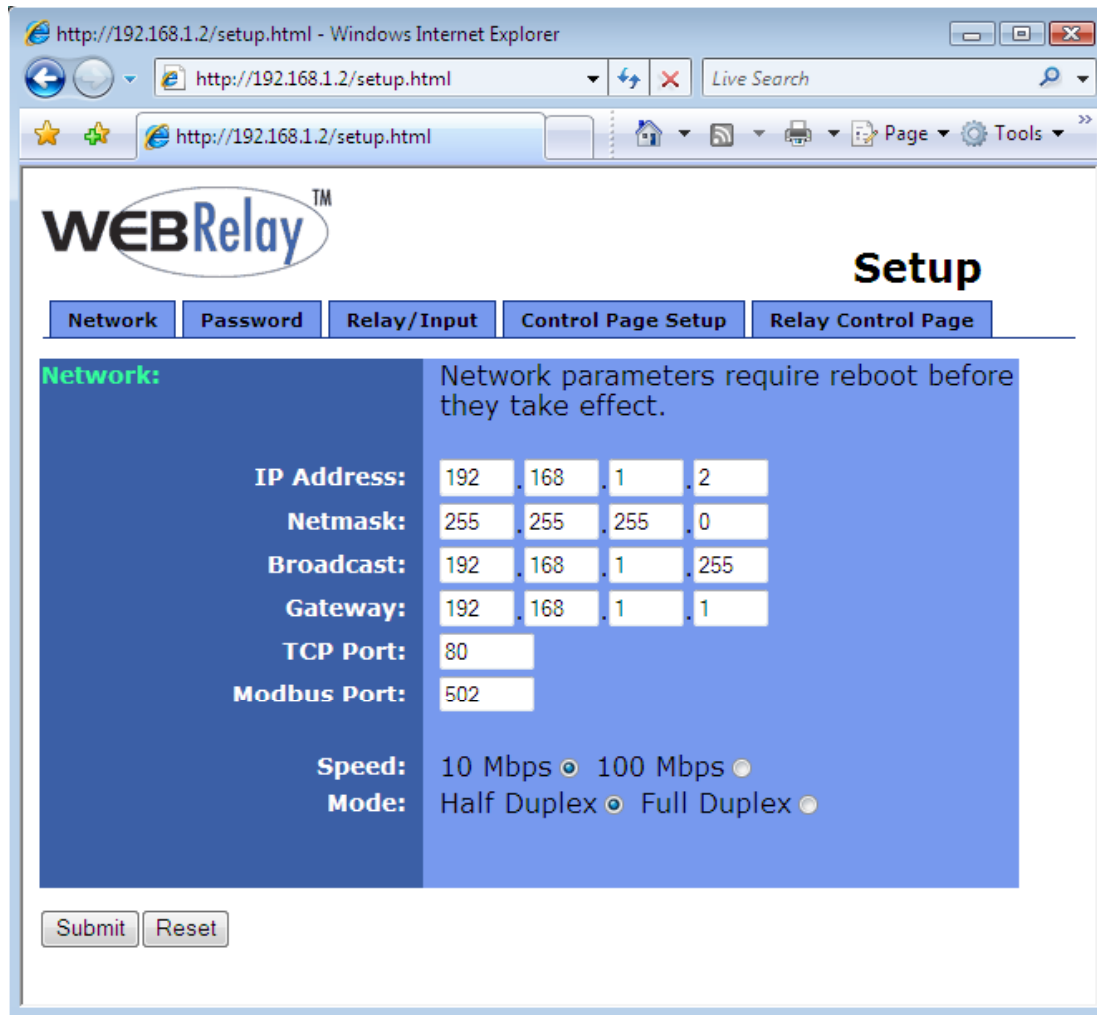 http://192.168.1.2/setup.html - Windows Internet Explorer
http://192.168.1.2/setup.html Live Search
http://192.168.1.2/setup.html Page Tools »
WEBRelay™
Setup
Network Password Relay/Input Control Page Setup Relay Control Page
Network: Network parameters require reboot before
they take effect.
IP Address: 192 . 168 . 1 . 2
Netmask: 255 . 255 . 255 . 0
Broadcast: 192 . 168 . 1 . 255
Gateway: 192 . 168 . 1 . 1
TCP Port: 80
Modbus Port: 502
Speed: 10 Mbps 100 Mbps
Mode: Half Duplex Full Duplex
Submit Reset